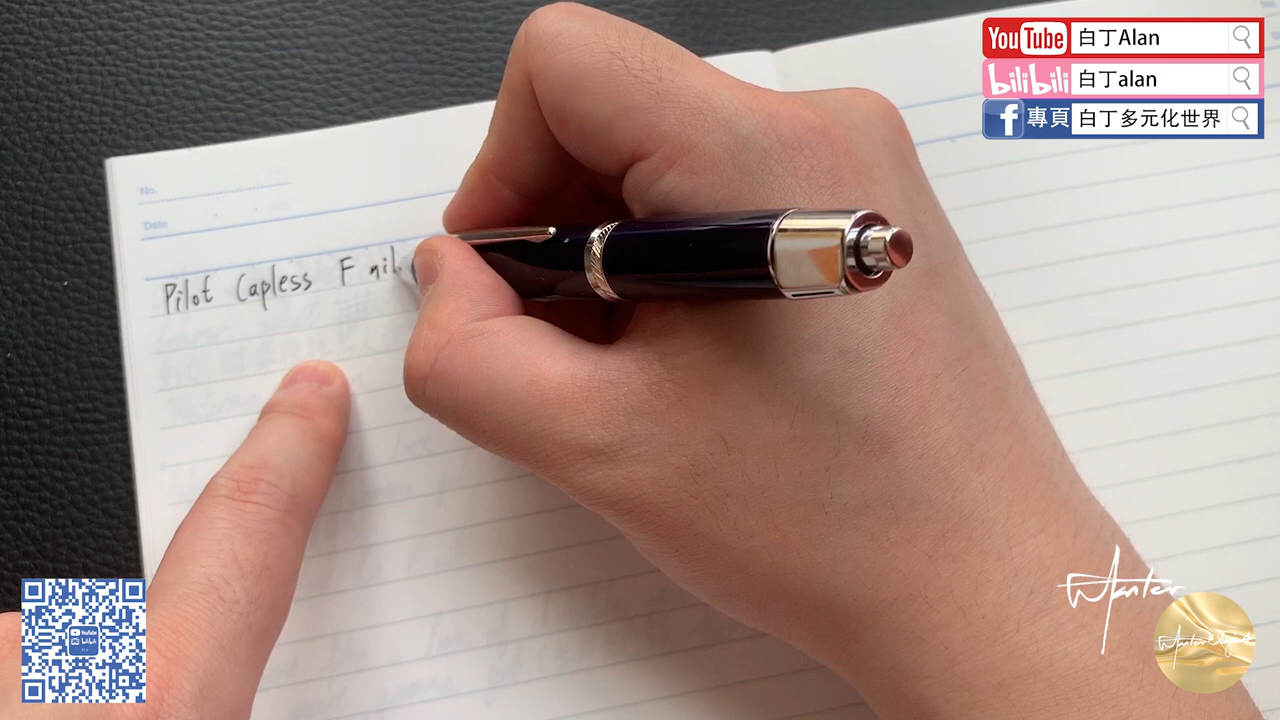 YouTube 白丁Alan
bilibili 白丁alan
f 專頁 白丁多元化世界
No.
Date
Pilot Capless F nib
Wanter